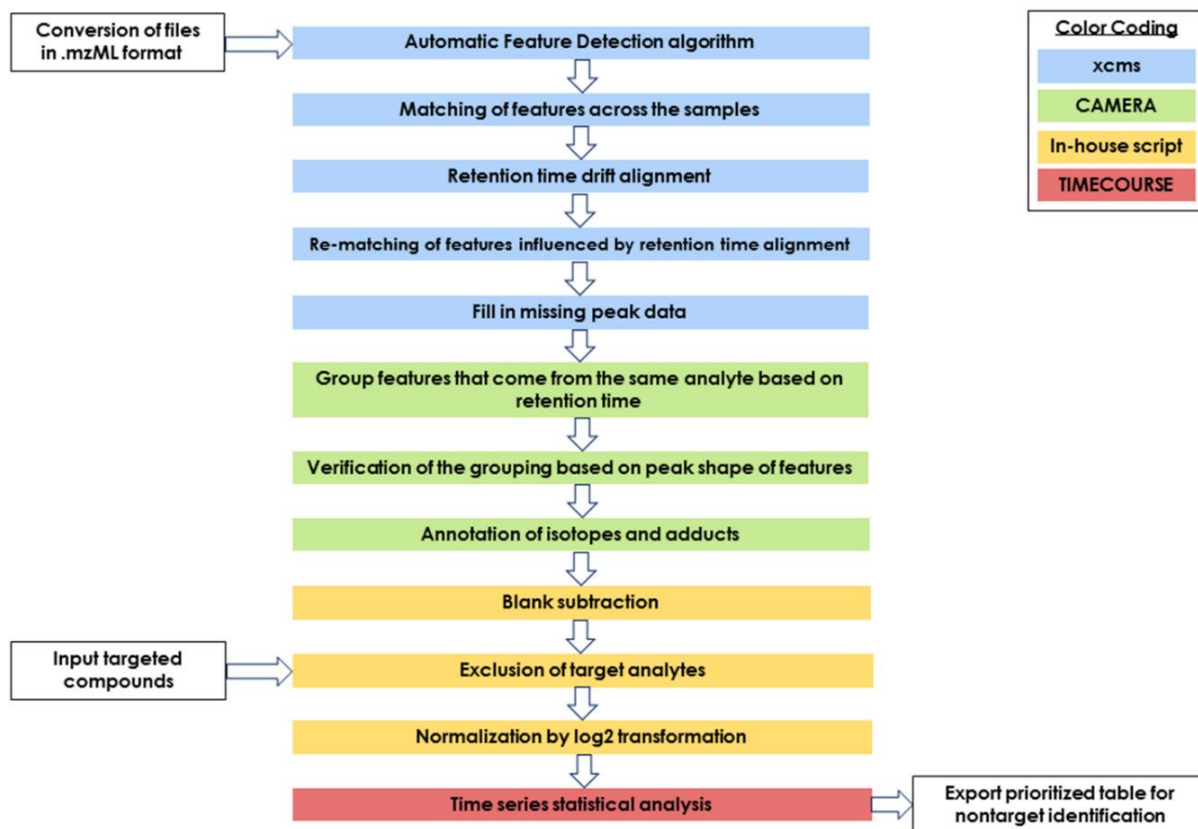 Conversion of files
in .mzML format
Automatic Feature Detection algorithm
Color Coding
xcms
CAMERA
In-house script
TIMECOURSE
Matching of features across the samples
Retention time drift alignment
Re-matching of features influenced by retention time alignment
Fill in missing peak data
Group features that come from the same analyte based on
retention time
Verification of the grouping based on peak shape of features
Annotation of isotopes and adducts
Blank subtraction
Input targeted
compounds
Exclusion of target analytes
Normalization by log2 transformation
Time series statistical analysis
Export prioritized table for
nontarget identification